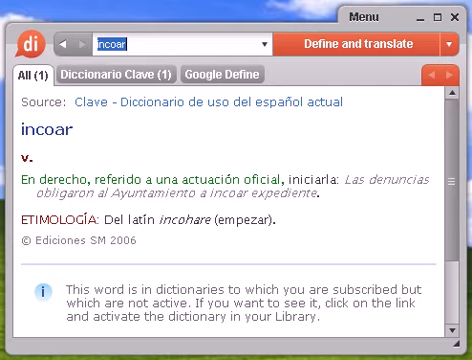 Menu
di
incoar
Define and translate
All (1)
Diccionario Clave (1)
Google Define
Source: Clave - Diccionario de uso del español actual
incoar
v.
En derecho, referido a una actuación oficial, iniciarla: Las denuncias
obligaron al Ayuntamiento a incoar expediente.
ETIMOLOGÍA: Del latín incohare (empezar).
© Ediciones SM 2006
i
This word is in dictionaries to which you are subscribed but
which are not active. If you want to see it, click on the link
and activate the dictionary in your Library.